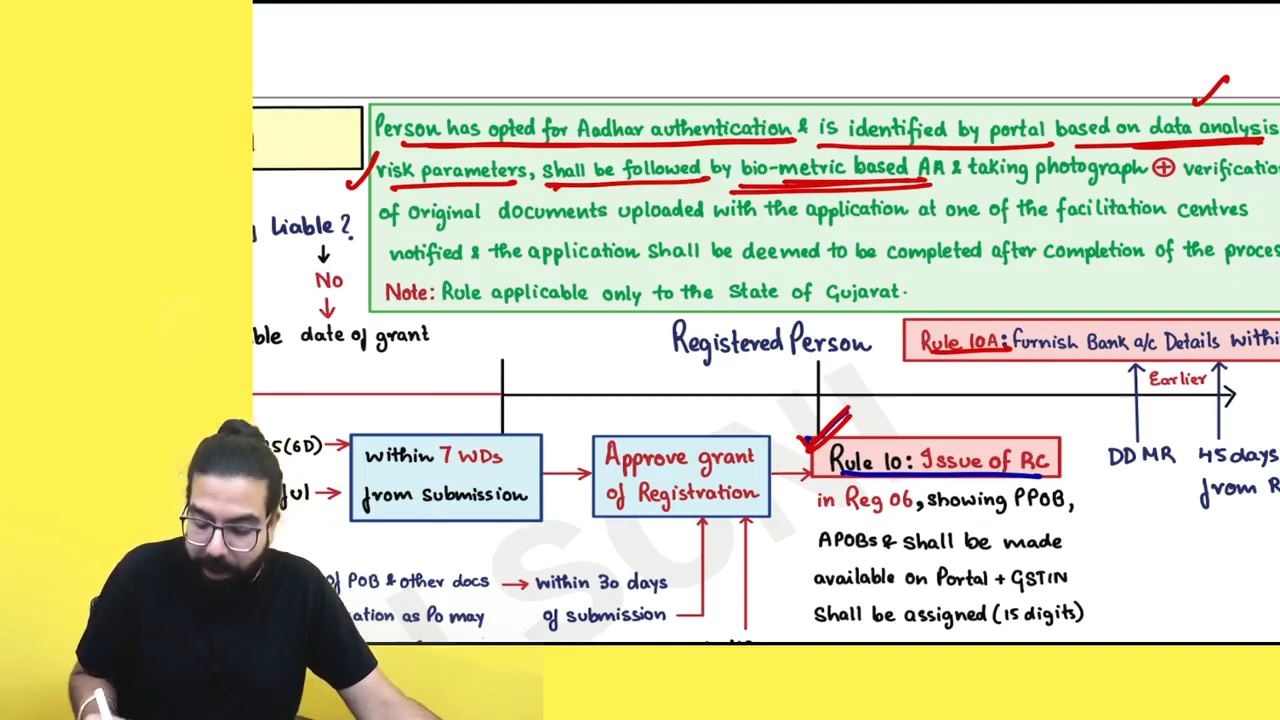 Person has opted for Aadhar authentication & is identified by portal based on data analysis
risk parameters, shall be followed by bio-metric based AA & taking photograph + verification
of original documents uploaded with the application at one of the facilitation centres
notified & the application shall be deemed to be completed after completion of the process
Note: Rule applicable only to the State of Gujarat.
Liable?
No
date of grant
Registered Person
Rule 10A: Furnish Bank a/c Details within
Earlier
within 7 WDs
from submission
Approve grant
of Registration
Rule 10: Issue of RC
in Reg 06, showing PPOB,
APOBs & shall be made
available on Portal + GSTIN
shall be assigned (15 digits)
DDMR
45 days
from R
of POB & other docs → within 30 days
as Po may
of submission
SONI